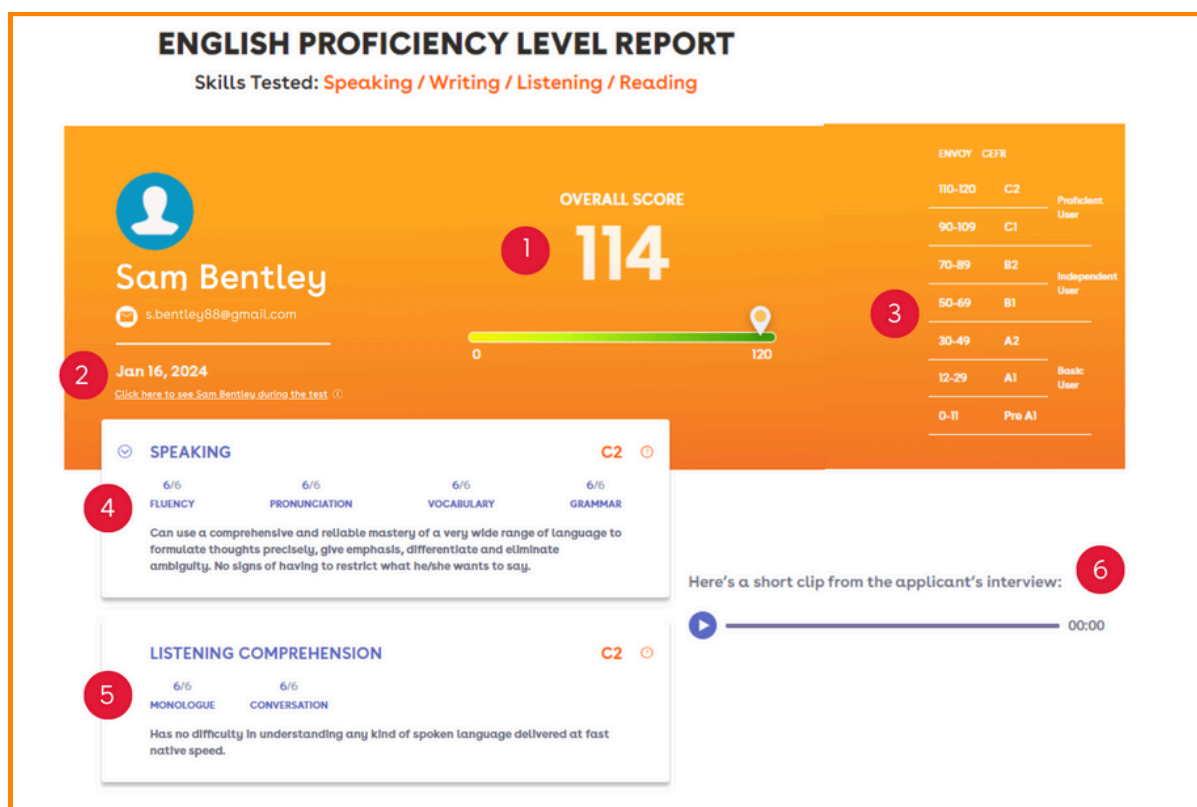 ENGLISH PROFICIENCY LEVEL REPORT
Skills Tested: Speaking / Writing / Listening / Reading
Sam Bentley
s.bentley88@gmail.com
2
Jan 16, 2024
Click here to see Sam Bentley during the test
OVERALL SCORE
1
114
0 120
3
ENVOY CEFR
110-120 C2
Proficient
User
90-109 C1
70-89 B2
Independent
User
50-69 B1
30-49 A2
12-29 A1
Basic
User
0-11 Pre A1
4
SPEAKING C2
6/6 6/6 6/6 6/6
FLUENCY PRONUNCIATION VOCABULARY GRAMMAR
Can use a comprehensive and reliable mastery of a very wide range of language to
formulate thoughts precisely, give emphasis, differentiate and eliminate
ambiguity. No signs of having to restrict what he/she wants to say.
5
LISTENING COMPREHENSION C2
6/6 6/6
MONOLOGUE CONVERSATION
Has no difficulty in understanding any kind of spoken language delivered at fast
native speed.
6
Here's a short clip from the applicant's interview:
00:00